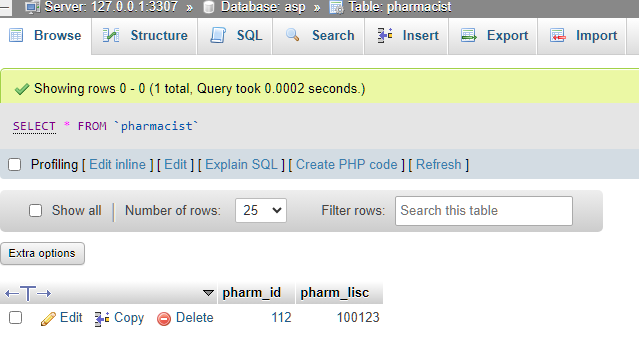 Server: 127.0.0.1:3307 » Database: asp » Table: pharmacist
Browse Structure SQL Search Insert Export Import
Showing rows 0 - 0 (1 total, Query took 0.0002 seconds.)
SELECT * FROM `pharmacist`
Profiling [ Edit inline ] [ Edit ] [ Explain SQL ] [ Create PHP code ] [ Refresh ]
Show all Number of rows: 25 Filter rows: Search this table
Extra options
←T→ pharm_id pharm_lisc
Edit Copy Delete 112 100123